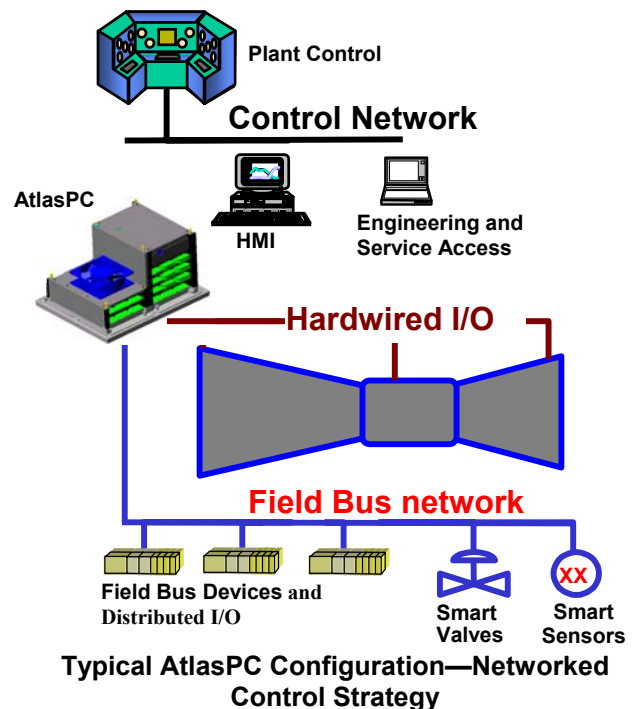 Plant Control
Control Network
AtlasPC
HMI
Engineering and
Service Access
Hardwired I/O
Field Bus network
Field Bus Devices and
Distributed I/O
Smart
Valves
XX
Smart
Sensors
Typical AtlasPC Configuration—Networked
Control Strategy